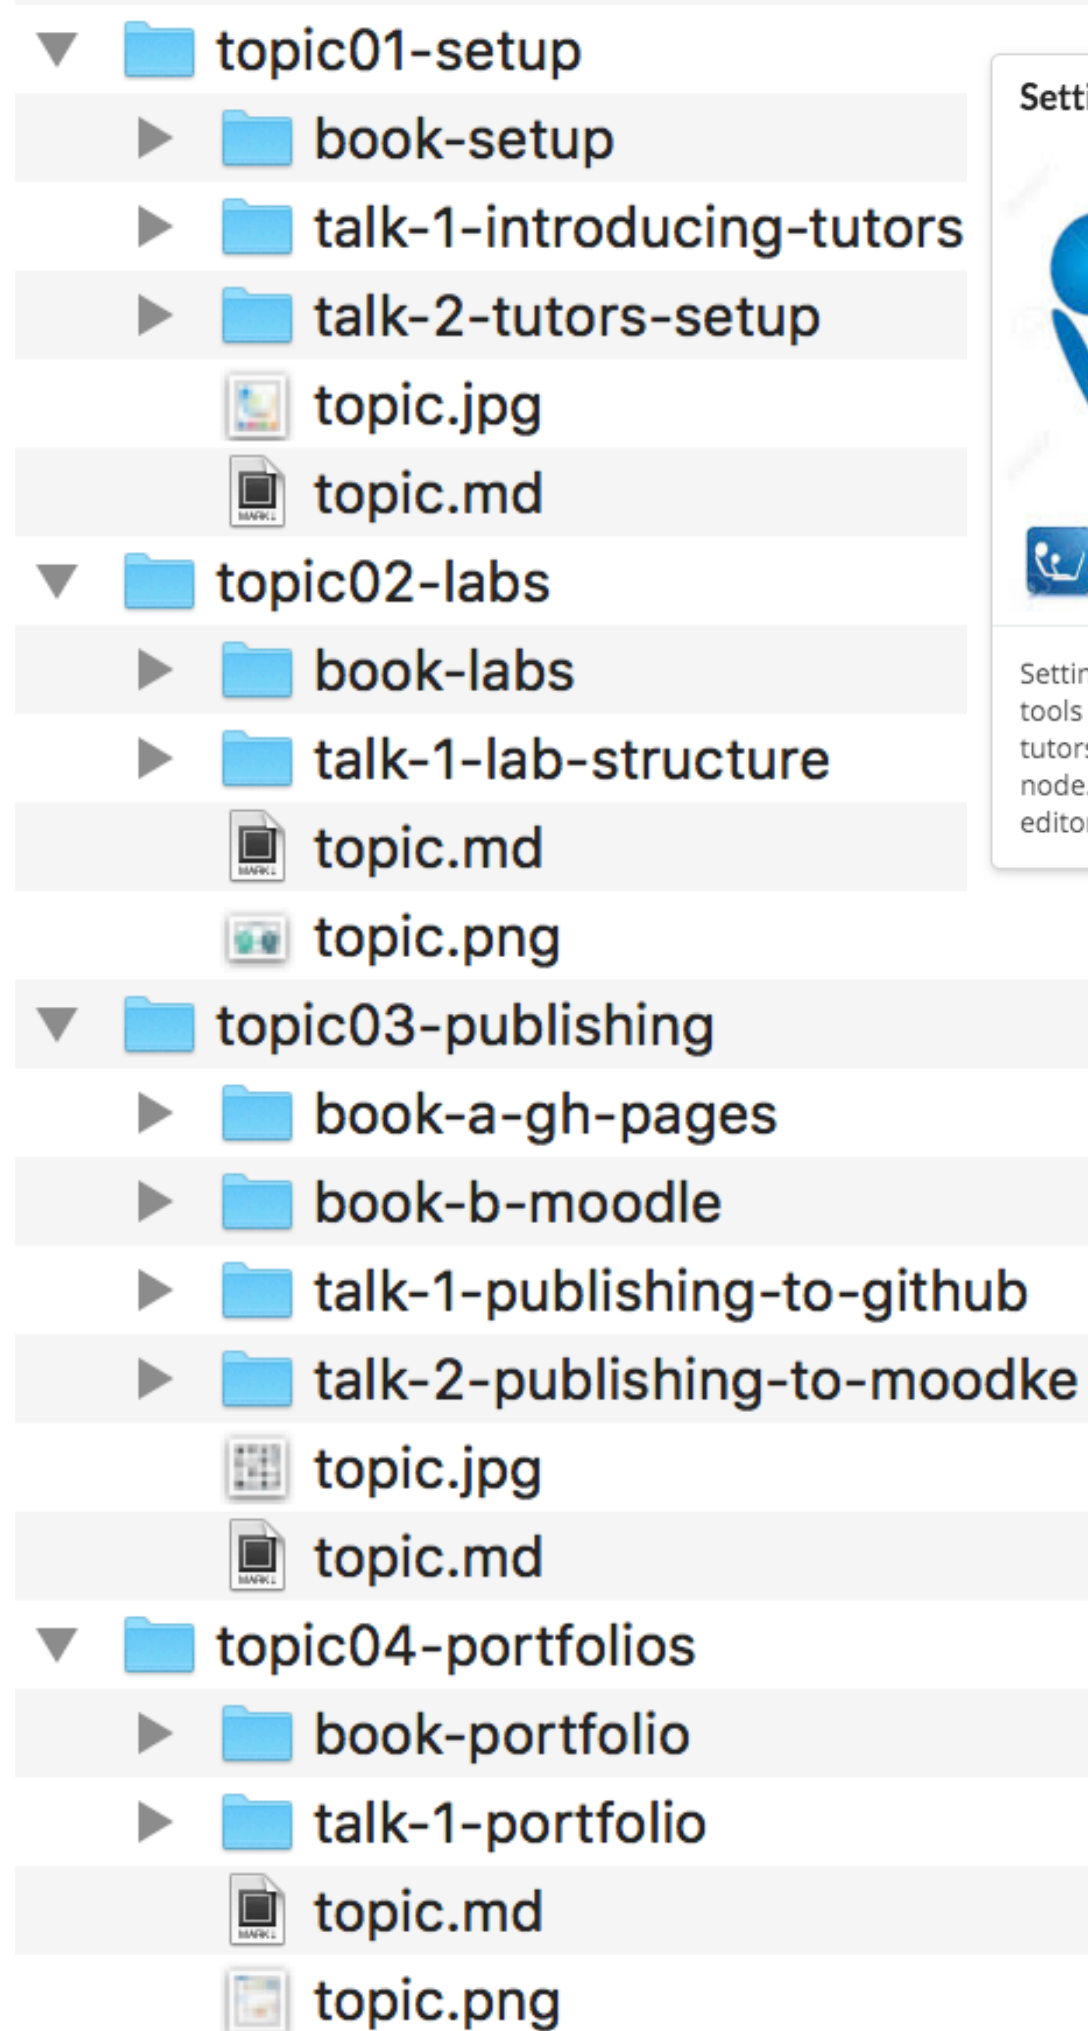 topic01-setup
book-setup
talk-1-introducing-tutors
talk-2-tutors-setup
topic.jpg
topic.md
topic02-labs
book-labs
talk-1-lab-structure
topic.md
topic.png
topic03-publishing
book-a-gh-pages
book-b-moodle
talk-1-publishing-to-github
talk-2-publishing-to-moodke
topic.jpg
topic.md
topic04-portfolios
book-portfolio
talk-1-portfolio
topic.md
topic.png
tools